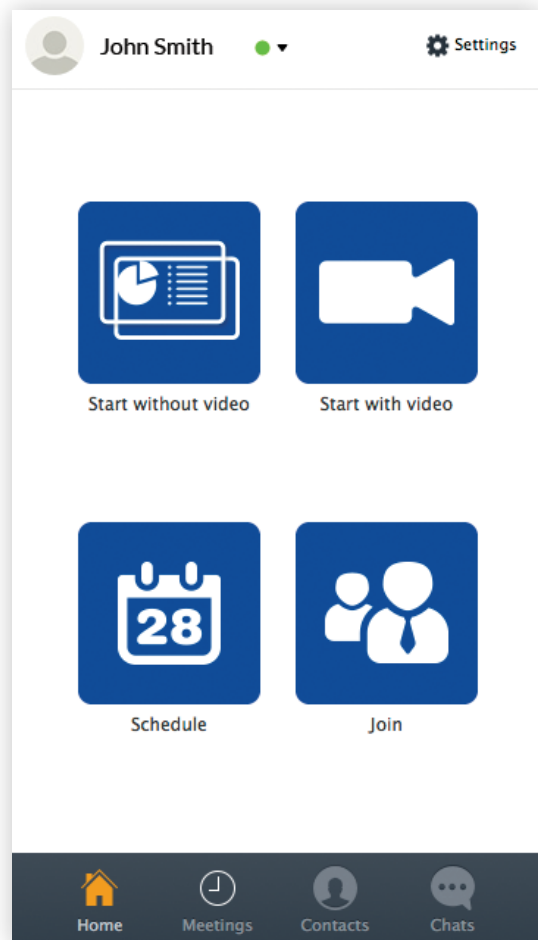 John Smith
Settings
Start without video
Start with video
28
Schedule
Join
Home
Meetings
Contacts
Chats